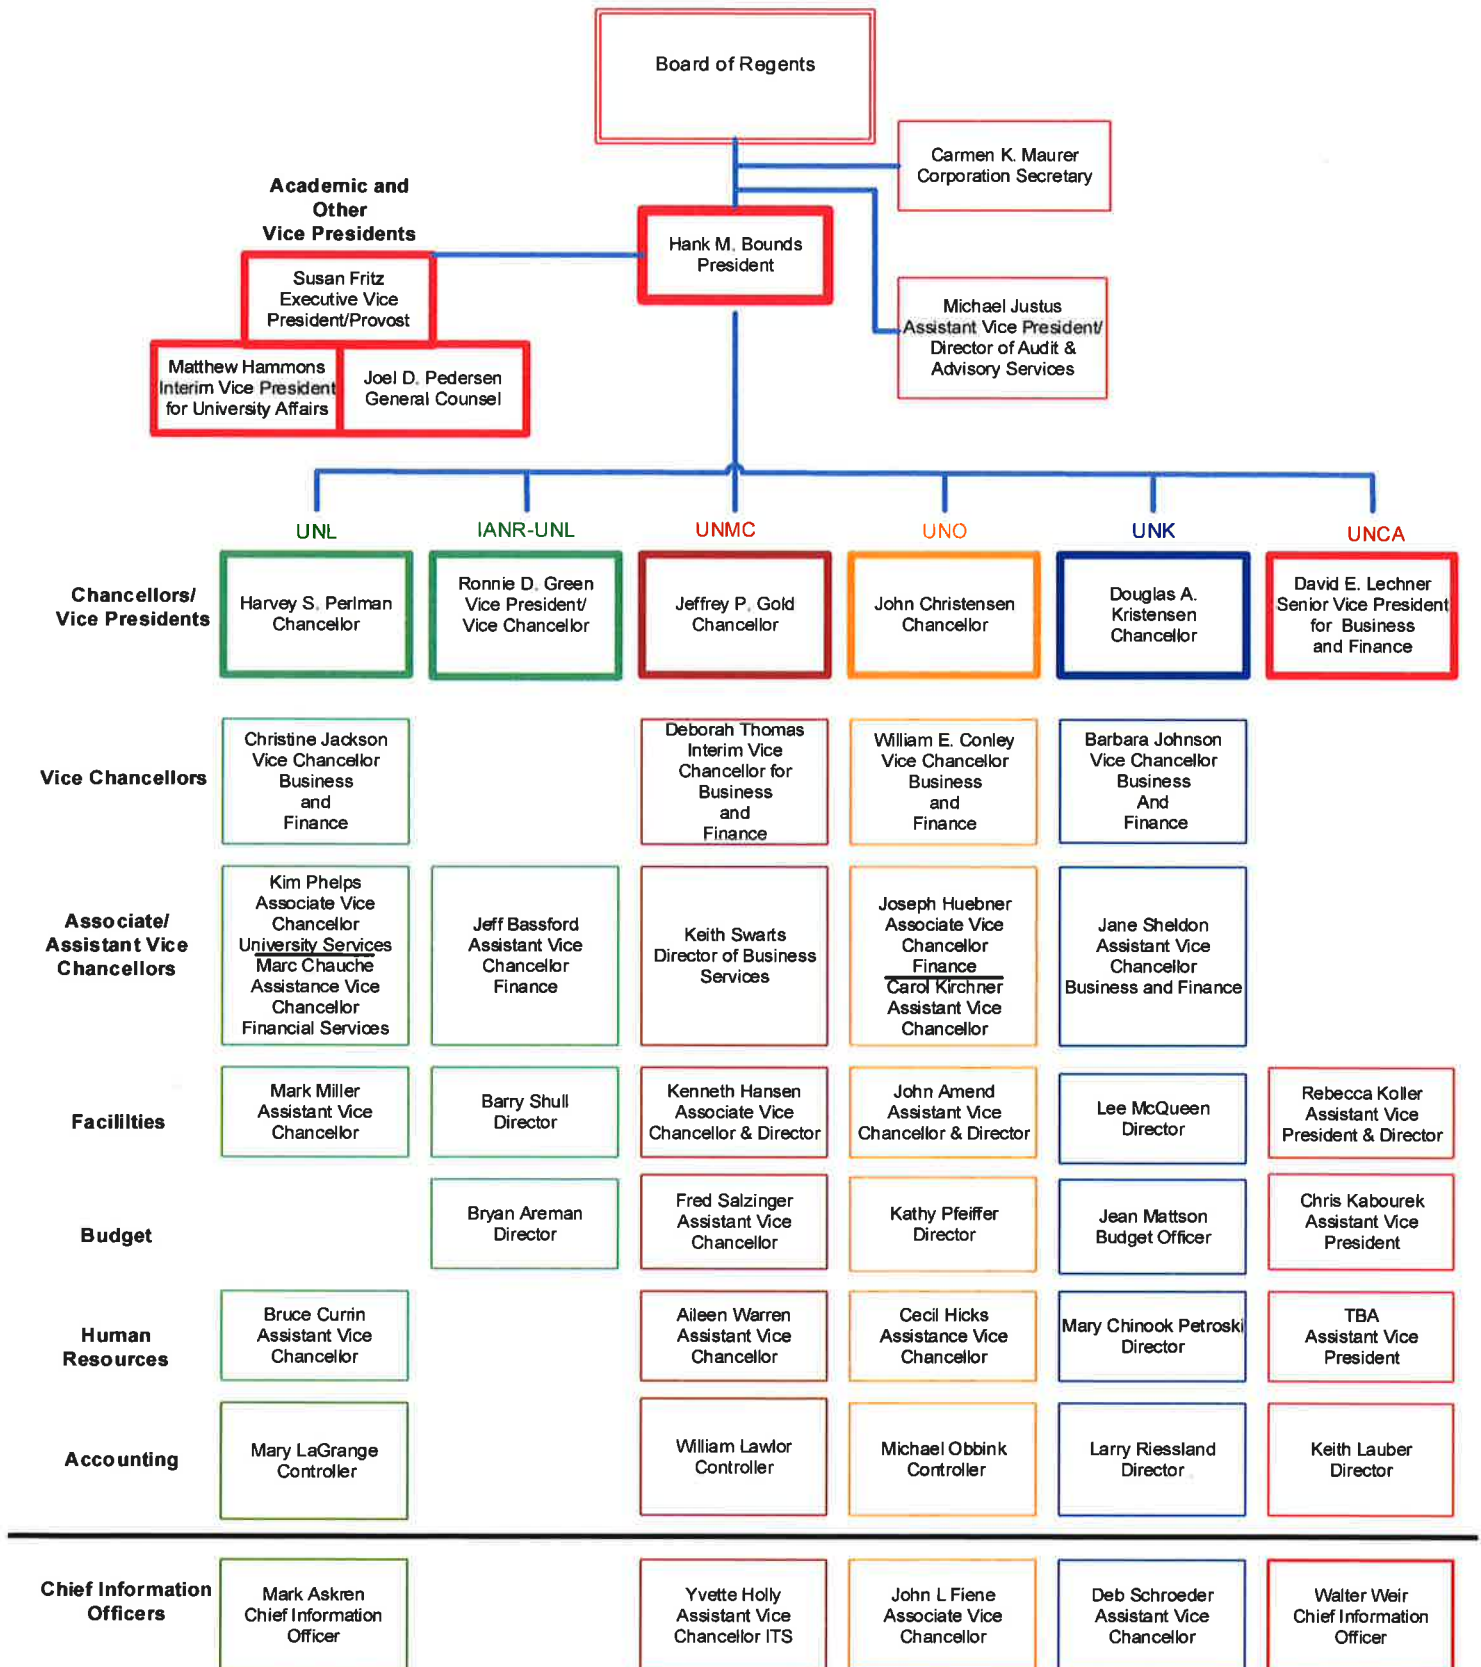 Board of Regents
Carmen K. Maurer
Corporation Secretary
Academic and
Other
Vice Presidents
Hank M. Bounds
President
Susan Fritz
Executive Vice
President/Provost
Michael Justus
Assistant Vice President/
Director of Audit &
Advisory Services
Matthew Hammons
Interim Vice President
for University Affairs
Joel D. Pedersen
General Counsel
UNL
IANR-UNL
UNMC
UNO
UNK
UNCA
Chancellors/
Vice Presidents
Harvey S. Perlman
Chancellor
Ronnie D. Green
Vice President/
Vice Chancellor
Jeffrey P. Gold
Chancellor
John Christensen
Chancellor
Douglas A.
Kristensen
Chancellor
David E. Lechner
Senior Vice President
for Business
and Finance
Vice Chancellors
Christine Jackson
Vice Chancellor
Business
and
Finance
Deborah Thomas
Interim Vice
Chancellor for
Business
and
Finance
William E. Conley
Vice Chancellor
Business
and
Finance
Barbara Johnson
Vice Chancellor
Business
And
Finance
Associate/
Assistant Vice
Chancellors
Kim Phelps
Associate Vice
Chancellor
University Services
Marc Chauche
Assistance Vice
Chancellor
Financial Services
Jeff Bassford
Assistant Vice
Chancellor
Finance
Keith Swarts
Director of Business
Services
Joseph Huebner
Associate Vice
Chancellor
Finance
Carol Kirchner
Assistant Vice
Chancellor
Jane Sheldon
Assistant Vice
Chancellor
Business and Finance
Facililties
Mark Miller
Assistant Vice
Chancellor
Barry Shull
Director
Kenneth Hansen
Associate Vice
Chancellor & Director
John Amend
Assistant Vice
Chancellor & Director
Lee McQueen
Director
Rebecca Koller
Assistant Vice
President & Director
Budget
Bryan Areman
Director
Fred Salzinger
Assistant Vice
Chancellor
Kathy Pfeiffer
Director
Jean Mattson
Budget Officer
Chris Kabourek
Assistant Vice
President
Human
Resources
Bruce Currin
Assistant Vice
Chancellor
Aileen Warren
Assistant Vice
Chancellor
Cecil Hicks
Assistance Vice
Chancellor
Mary Chinook Petroski
Director
TBA
Assistant Vice
President
Accounting
Mary LaGrange
Controller
William Lawlor
Controller
Michael Obbink
Controller
Larry Riessland
Director
Keith Lauber
Director
Chief Information
Officers
Mark Askren
Chief Information
Officer
Yvette Holly
Assistant Vice
Chancellor ITS
John L Fiene
Associate Vice
Chancellor
Deb Schroeder
Assistant Vice
Chancellor
Walter Weir
Chief Information
Officer